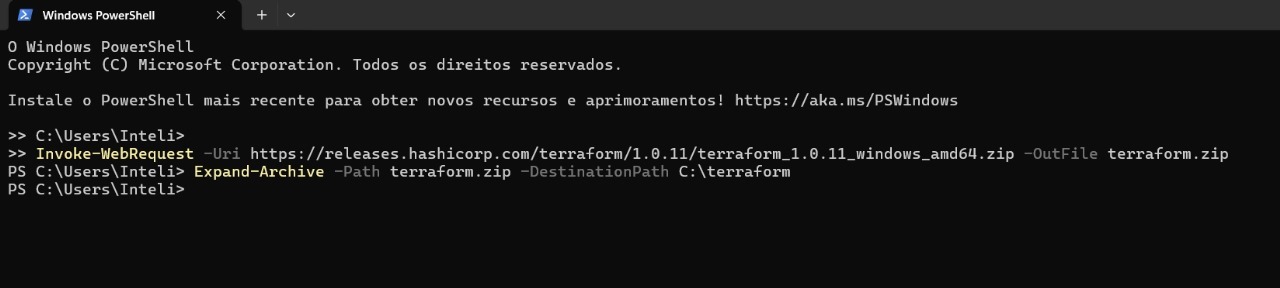 Windows PowerShell
O Windows PowerShell
Copyright (C) Microsoft Corporation. Todos os direitos reservados.
Instale o PowerShell mais recente para obter novos recursos e aprimoramentos! https://aka.ms/PSWindows
>> C:\Users\Inteli>
>> Invoke-WebRequest -Uri https://releases.hashicorp.com/terraform/1.0.11/terraform_1.0.11_windows_amd64.zip -OutFile terraform.zip
PS C:\Users\Inteli> Expand-Archive -Path terraform.zip -DestinationPath C:\terraform
PS C:\Users\Inteli>